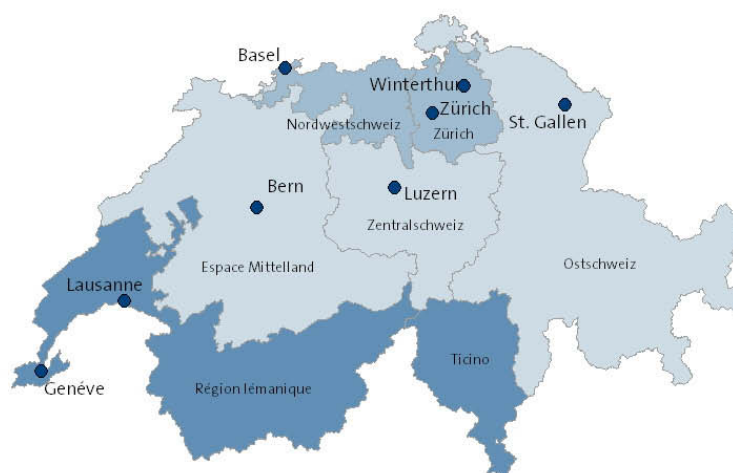 Basel
Winterthur
Nordwestschweiz
Zürich
Zürich
St. Gallen
Bern
Luzern
Zentralschweiz
Espace Mittelland
Ostschweiz
Lausanne
Ticino
Genéve
Région lémanique